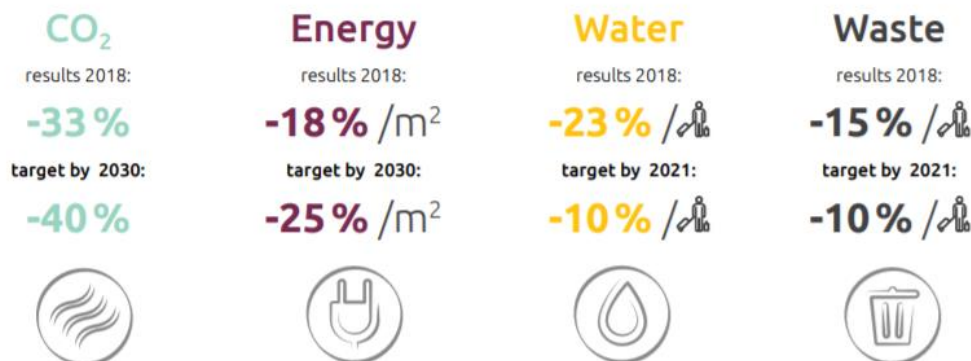 CO₂
results 2018:
-33 %
target by 2030:
-40 %
Energy
results 2018:
-18 % /m²
target by 2030:
-25 % /m²
Water
results 2018:
-23 % /
target by 2021:
-10 % /
Waste
results 2018:
-15 % /
target by 2021:
-10 % /